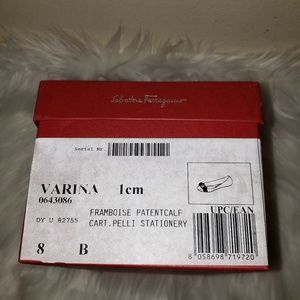 Salvatore Ferragamo
Serial Nr.
VARINA 1cm
0643086
UPC/EAN
DY U 82755
FRAMBOISE PATENTCALF
CART.PELLI STATIONERY
8 B
8 058698 719720